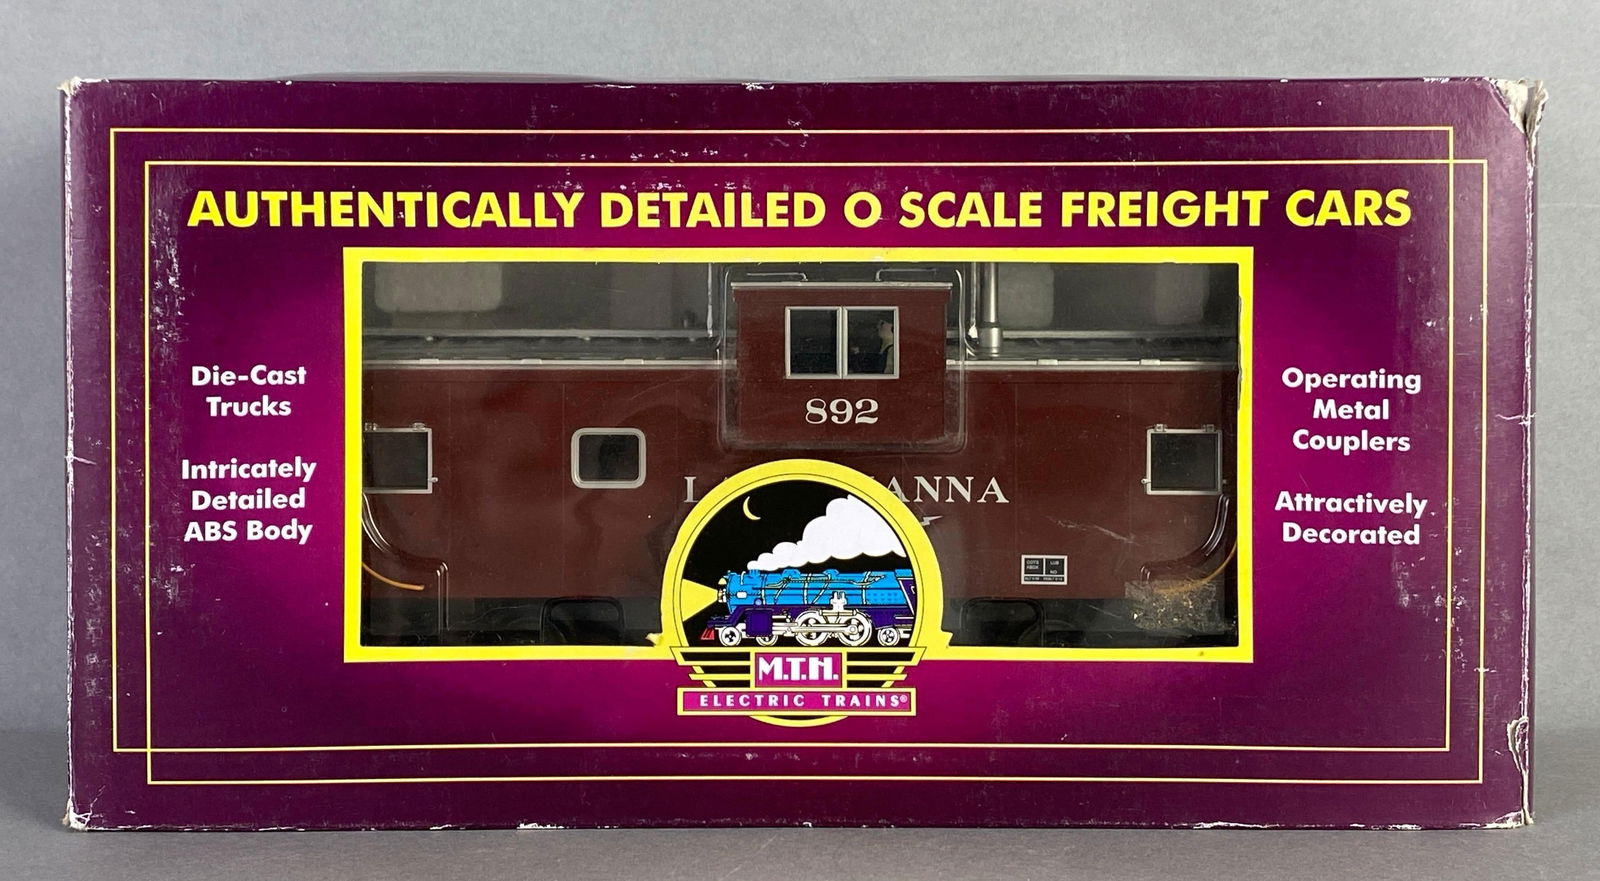 AUTHENTICALLY DETAILED O SCALE FREIGHT CARS
Die-Cast
Trucks
Intricately
Detailed
ABS Body
892
L ANNA
Operating
Metal
Couplers
Attractively
Decorated
M.T.H.
ELECTRIC TRAINS®